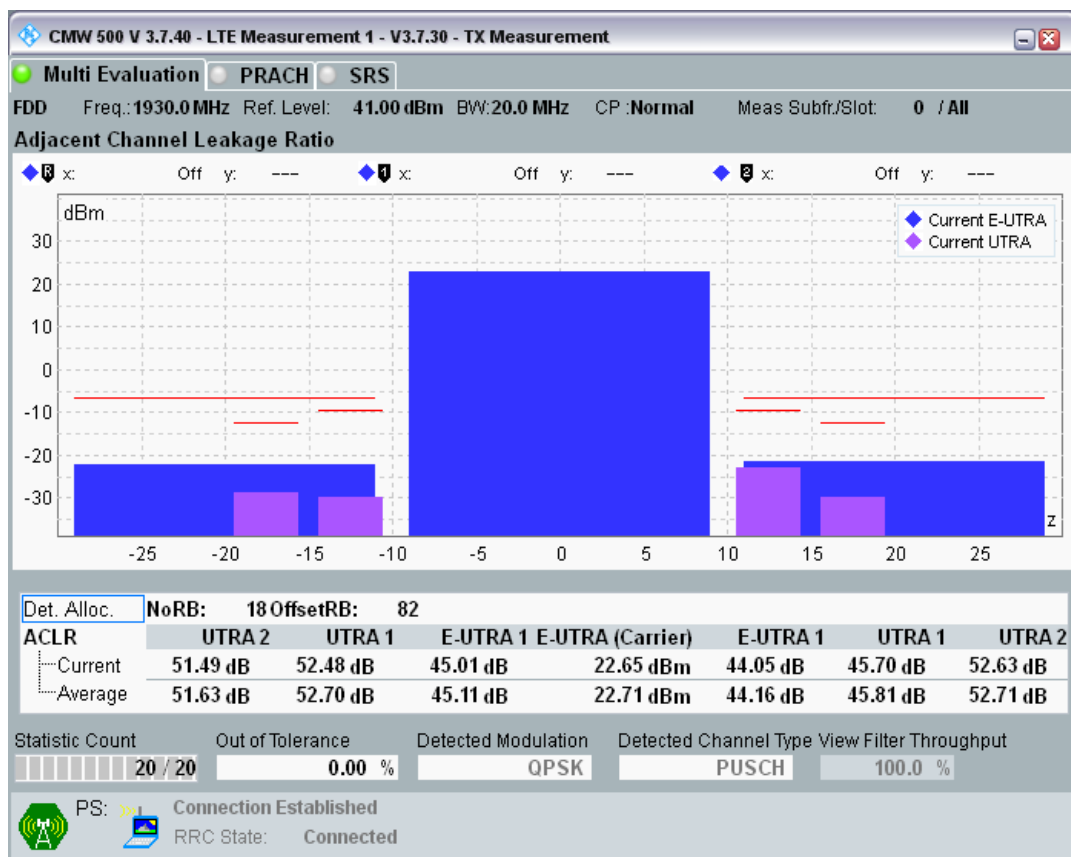 CMW 500 V 3.7.40 - LTE Measurement 1 - V3.7.30 - TX Measurement
Multi Evaluation PRACH SRS
FDD Freq.: 1930.0 MHz Ref. Level: 41.00 dBm BW: 20.0 MHz CP : Normal Meas Subfr./Slot: 0 / All
Adjacent Channel Leakage Ratio
R x: Off y: --- 1 x: Off y: --- 2 x: Off y: ---
dBm
Current E-UTRA
Current UTRA
30
20
10
0
-10
-20
-30
z
-25 -20 -15 -10 -5 0 5 10 15 20 25
Det. Alloc. NoRB: 18 OffsetRB: 82
ACLR UTRA 2 UTRA 1 E-UTRA 1 E-UTRA (Carrier) E-UTRA 1 UTRA 1 UTRA 2
Current 51.49 dB 52.48 dB 45.01 dB 22.65 dBm 44.05 dB 45.70 dB 52.63 dB
Average 51.63 dB 52.70 dB 45.11 dB 22.71 dBm 44.16 dB 45.81 dB 52.71 dB
Statistic Count Out of Tolerance Detected Modulation Detected Channel Type View Filter Throughput
20 / 20 0.00 % QPSK PUSCH 100.0 %
PS: Connection Established
RRC State: Connected